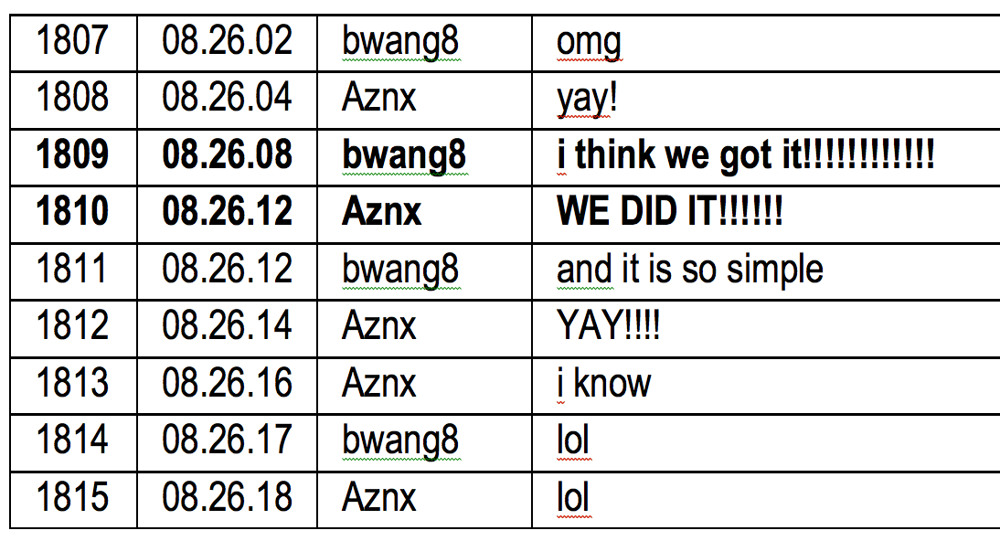 1807 08.26.02 bwang8 omg
1808 08.26.04 Aznx yay!
1809 08.26.08 bwang8 i think we got it!!!!!!!!!!!!
1810 08.26.12 Aznx WE DID IT!!!!!!
1811 08.26.12 bwang8 and it is so simple
1812 08.26.14 Aznx YAY!!!!
1813 08.26.16 Aznx i know
1814 08.26.17 bwang8 lol
1815 08.26.18 Aznx lol